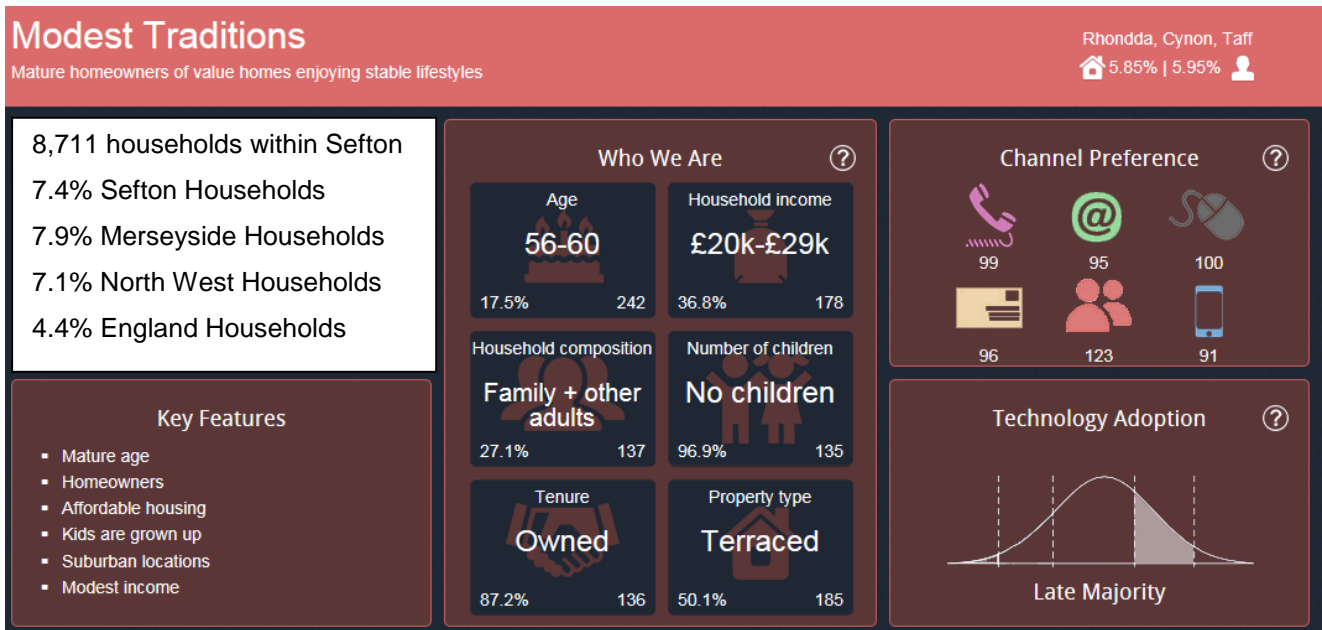 Modest Traditions
Mature homeowners of value homes enjoying stable lifestyles
Rhondda, Cynon, Taff
5.85% | 5.95%
8,711 households within Sefton
7.4% Sefton Households
7.9% Merseyside Households
7.1% North West Households
4.4% England Households
Key Features
▪ Mature age
▪ Homeowners
▪ Affordable housing
▪ Kids are grown up
▪ Suburban locations
▪ Modest income
Who We Are ?
Age
56-60
17.5% 242
Household income
£20k-£29k
36.8% 178
Household composition
Family + other
adults
27.1% 137
Number of children
No children
96.9% 135
Tenure
Owned
87.2% 136
Property type
Terraced
50.1% 185
Channel Preference ?
@
99 95 100
96 123 91
Technology Adoption ?
Late Majority